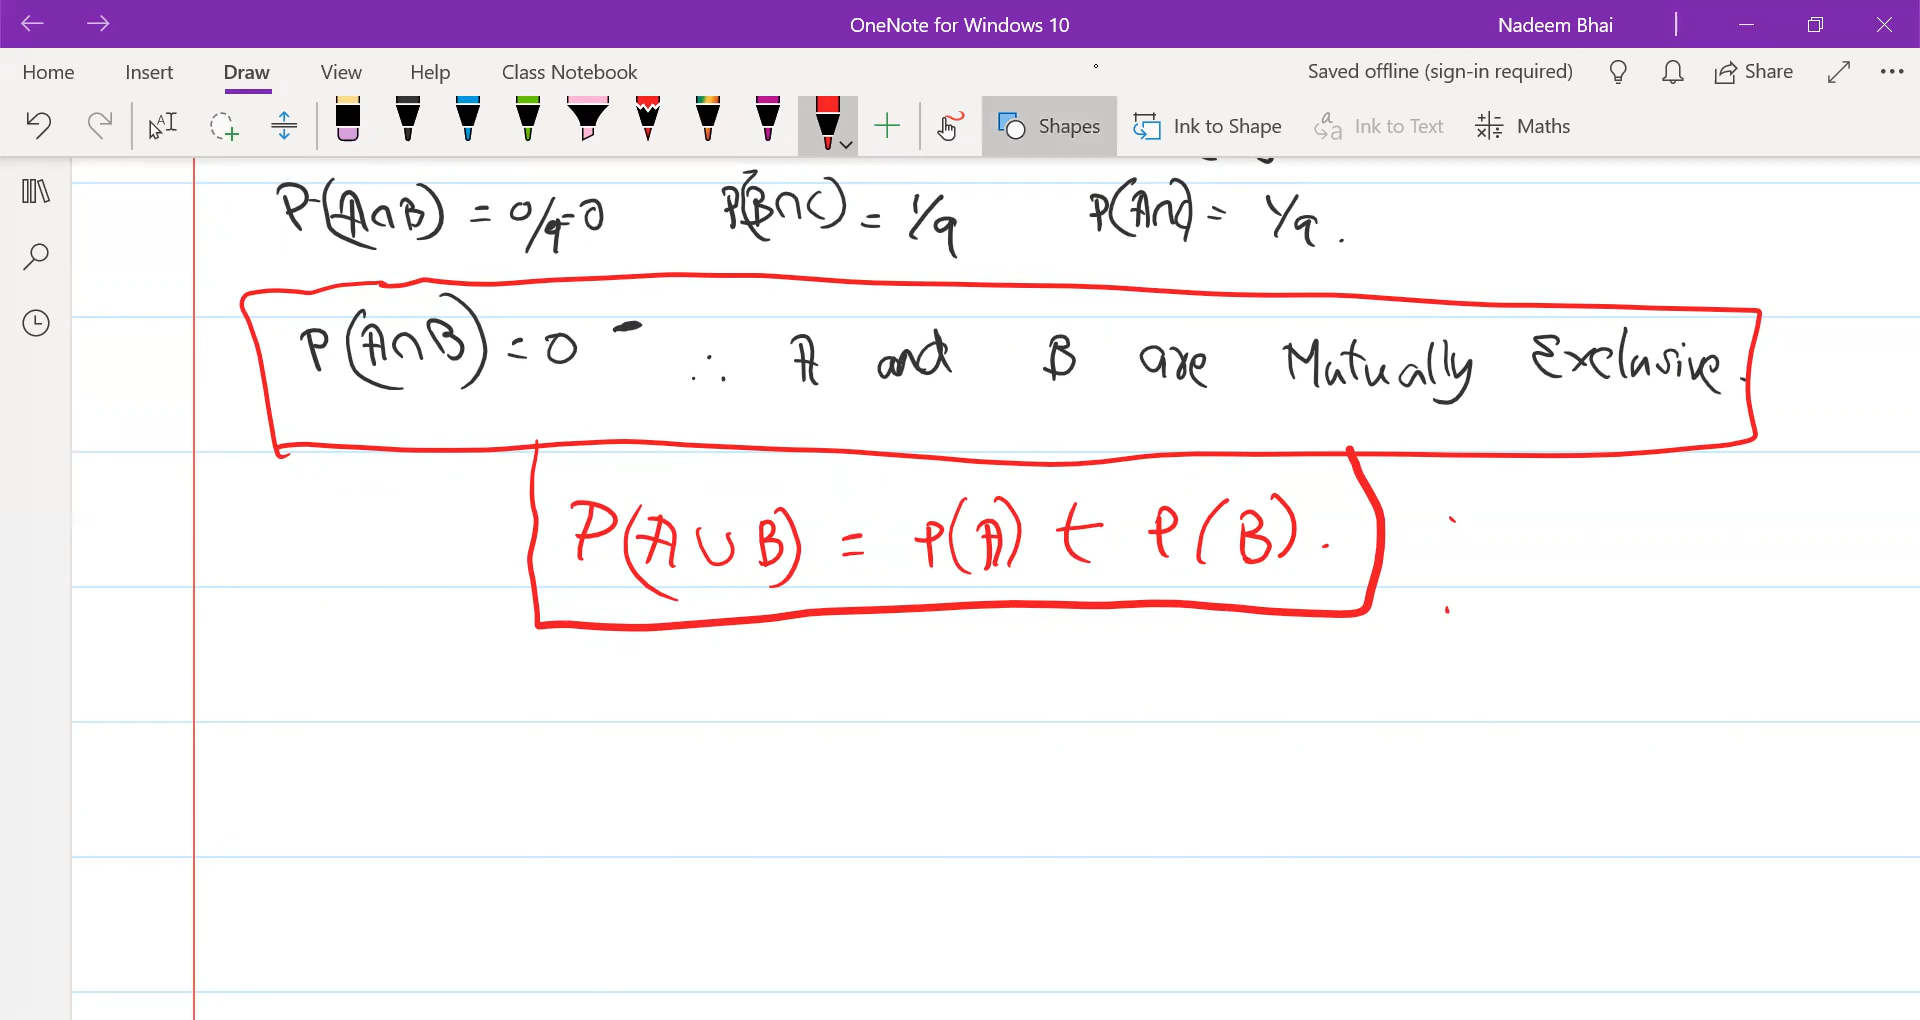 OneNote for Windows 10 Nadeem Bhai
Home Insert Draw View Help Class Notebook Saved offline (sign-in required) Share
Shapes Ink to Shape Ink to Text Maths
P(A∩B) = 0/9=0 P(B∩C) = 1/9 P(A∩C) = 1/9.
P(A∩B) = 0 ∴ A and B are Mutually Exclusive.
P(A∪B) = P(A) + P(B).